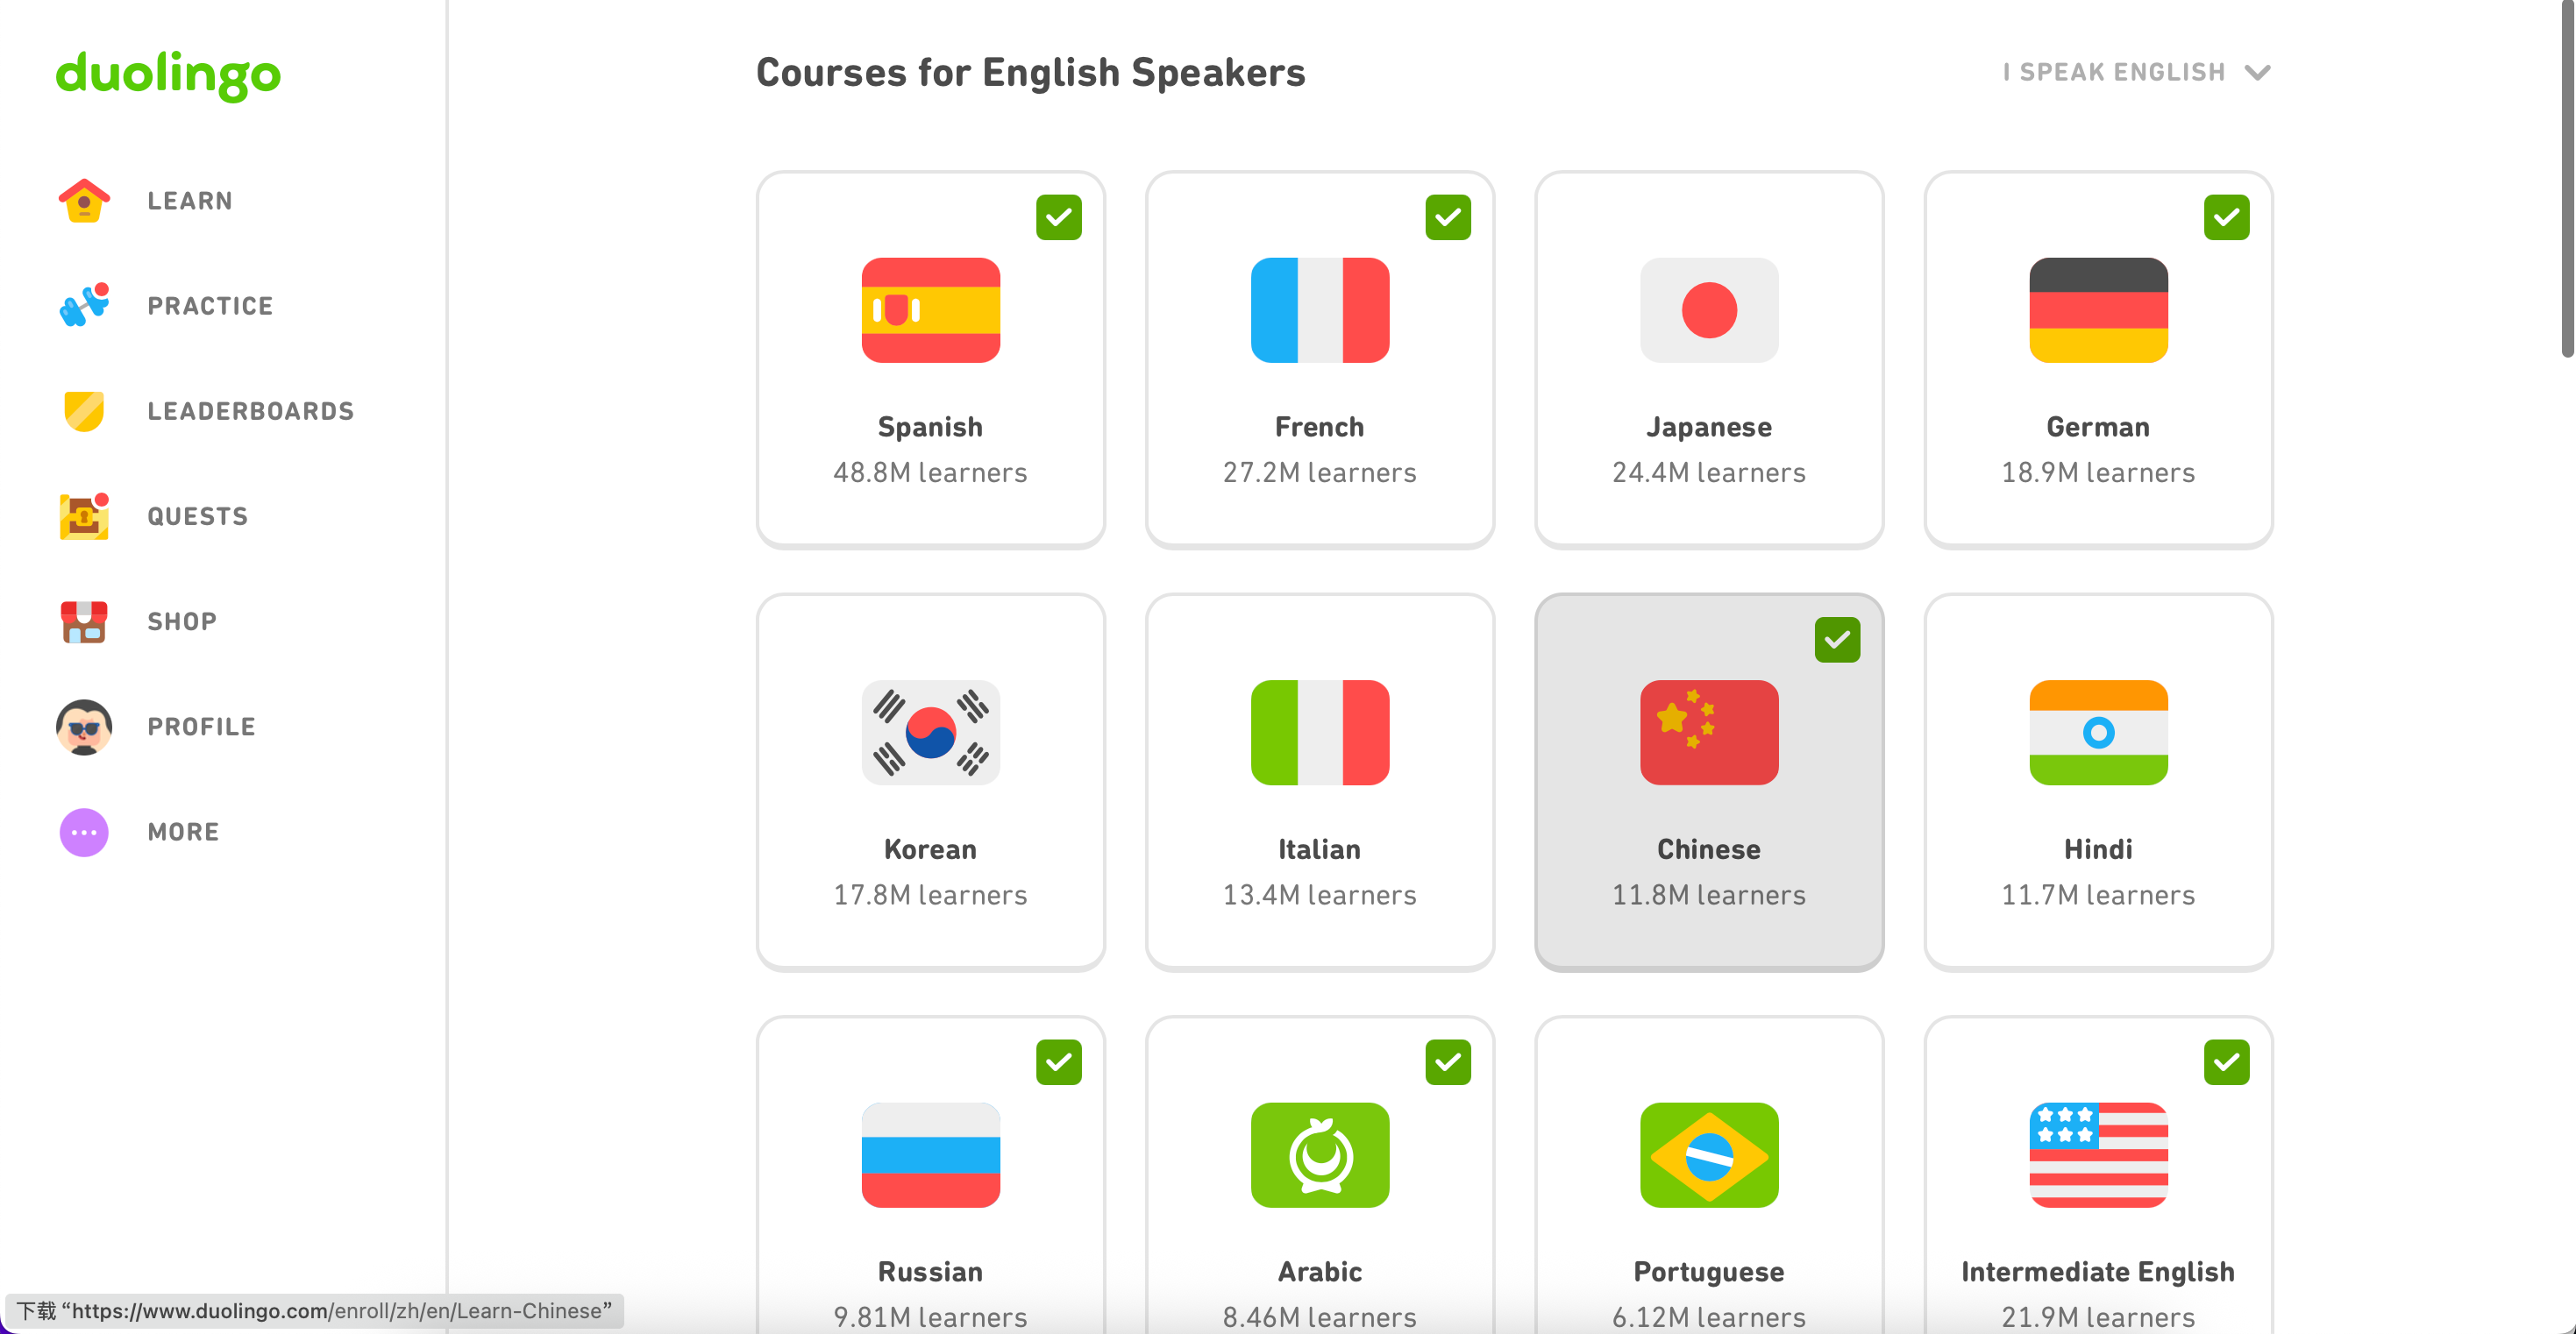 duolingo
LEARN
PRACTICE
LEADERBOARDS
QUESTS
SHOP
PROFILE
MORE
Courses for English Speakers
I SPEAK ENGLISH
Spanish
48.8M learners
French
27.2M learners
Japanese
24.4M learners
German
18.9M learners
Korean
17.8M learners
Italian
13.4M learners
Chinese
11.8M learners
Hindi
11.7M learners
Russian
9.81M learners
Arabic
8.46M learners
Portuguese
6.12M learners
Intermediate English
21.9M learners
下载 “https://www.duolingo.com/enroll/zh/en/Learn-Chinese”